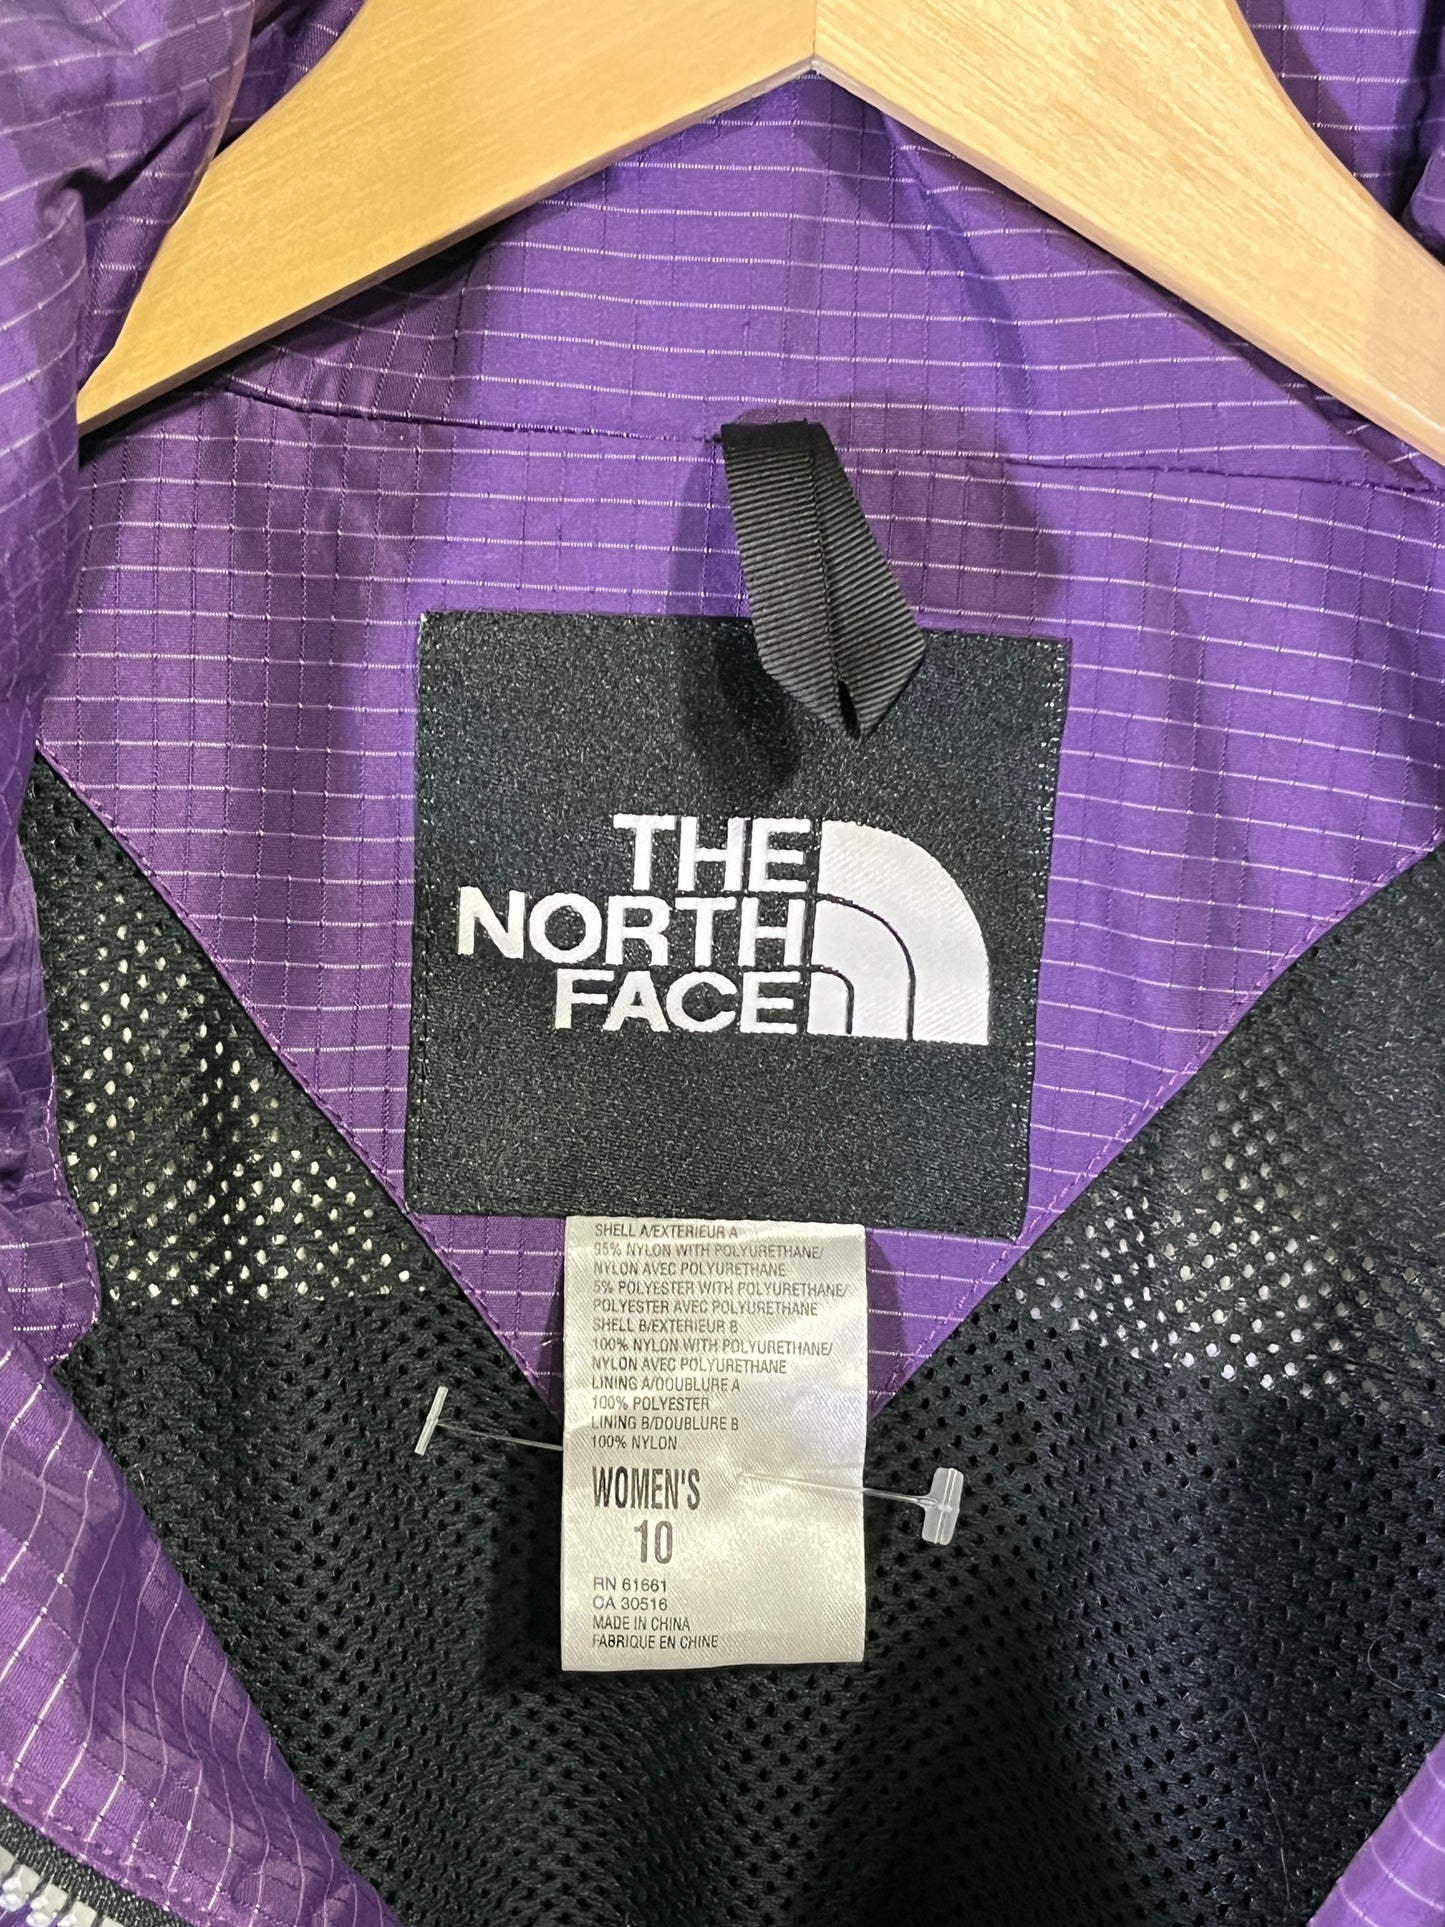 THE
NORTH
FACE
SHELL A/EXTERIEUR A
95% NYLON WITH POLYURETHANE/
NYLON AVEC POLYURETHANE
5% POLYESTER WITH POLYURETHANE/
POLYESTER AVEC POLYURETHANE
SHELL B/EXTERIEUR B
100% NYLON WITH POLYURETHANE/
NYLON AVEC POLYURETHANE
LINING A/DOUBLURE A
100% POLYESTER
LINING B/DOUBLURE B
100% NYLON
WOMEN'S
10
RN 61661
CA 30516
MADE IN CHINA
FABRIQUE EN CHINE